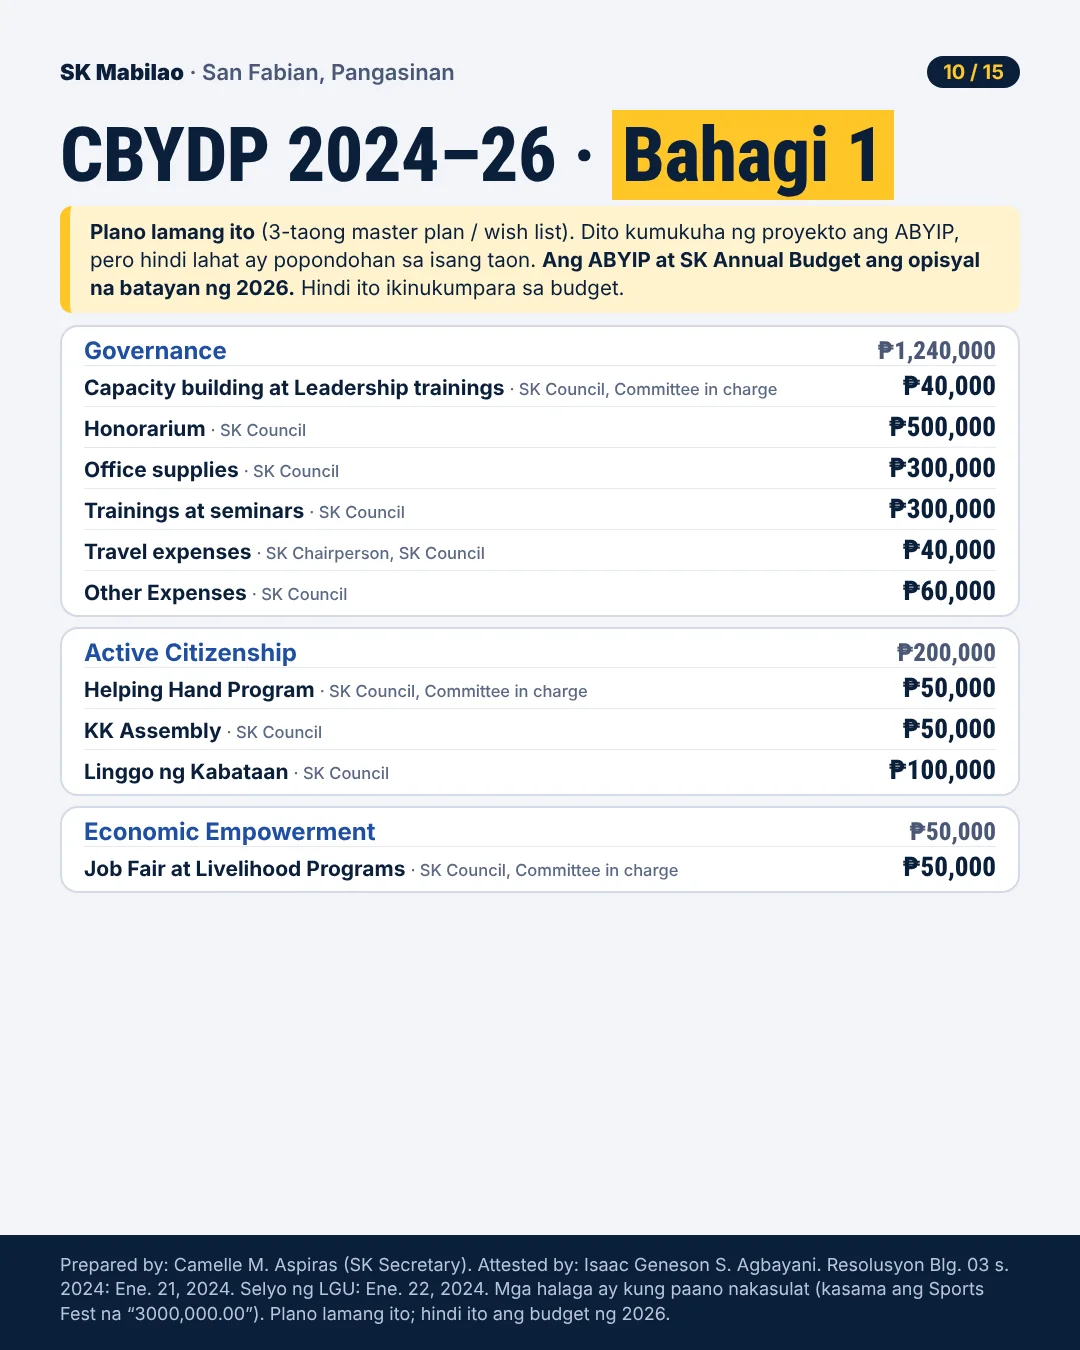 SK Mabilao · San Fabian, Pangasinan
10 / 15
CBYDP 2024–26 · Bahagi 1
Plano lamang ito (3-taong master plan / wish list). Dito kumukuha ng proyekto ang ABYIP,
pero hindi lahat ay popondohan sa isang taon. Ang ABYIP at SK Annual Budget ang opisyal
na batayan ng 2026. Hindi ito ikinukumpara sa budget.
Governance ₱1,240,000
Capacity building at Leadership trainings · SK Council, Committee in charge ₱40,000
Honorarium · SK Council ₱500,000
Office supplies · SK Council ₱300,000
Trainings at seminars · SK Council ₱300,000
Travel expenses · SK Chairperson, SK Council ₱40,000
Other Expenses · SK Council ₱60,000
Active Citizenship ₱200,000
Helping Hand Program · SK Council, Committee in charge ₱50,000
KK Assembly · SK Council ₱50,000
Linggo ng Kabataan · SK Council ₱100,000
Economic Empowerment ₱50,000
Job Fair at Livelihood Programs · SK Council, Committee in charge ₱50,000
Prepared by: Camelle M. Aspiras (SK Secretary). Attested by: Isaac Geneson S. Agbayani. Resolusyon Blg. 03 s.
2024: Ene. 21, 2024. Selyo ng LGU: Ene. 22, 2024. Mga halaga ay kung paano nakasulat (kasama ang Sports
Fest na “3000,000.00”). Plano lamang ito; hindi ito ang budget ng 2026.